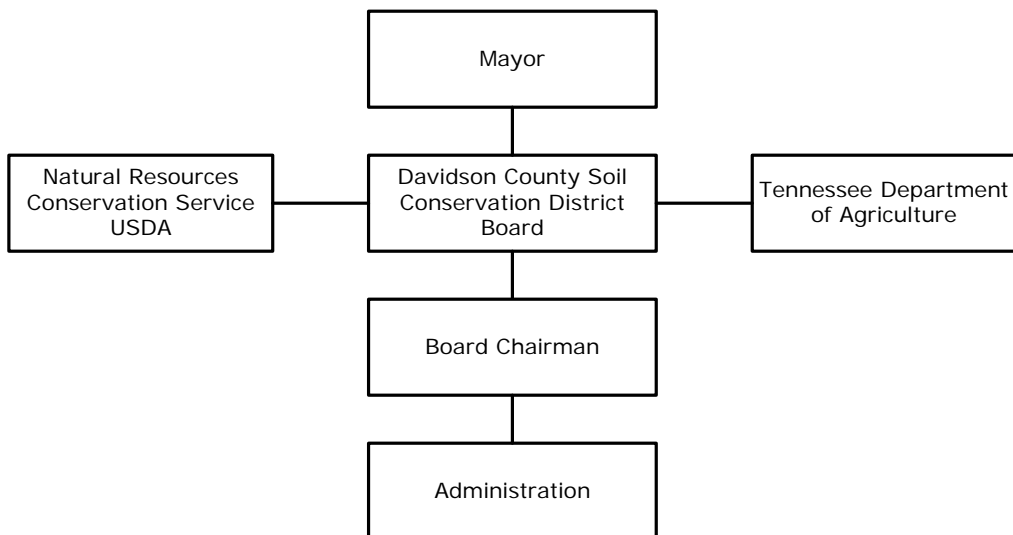 Mayor
Natural Resources
Conservation Service
USDA
Davidson County Soil
Conservation District
Board
Tennessee Department
of Agriculture
Board Chairman
Administration